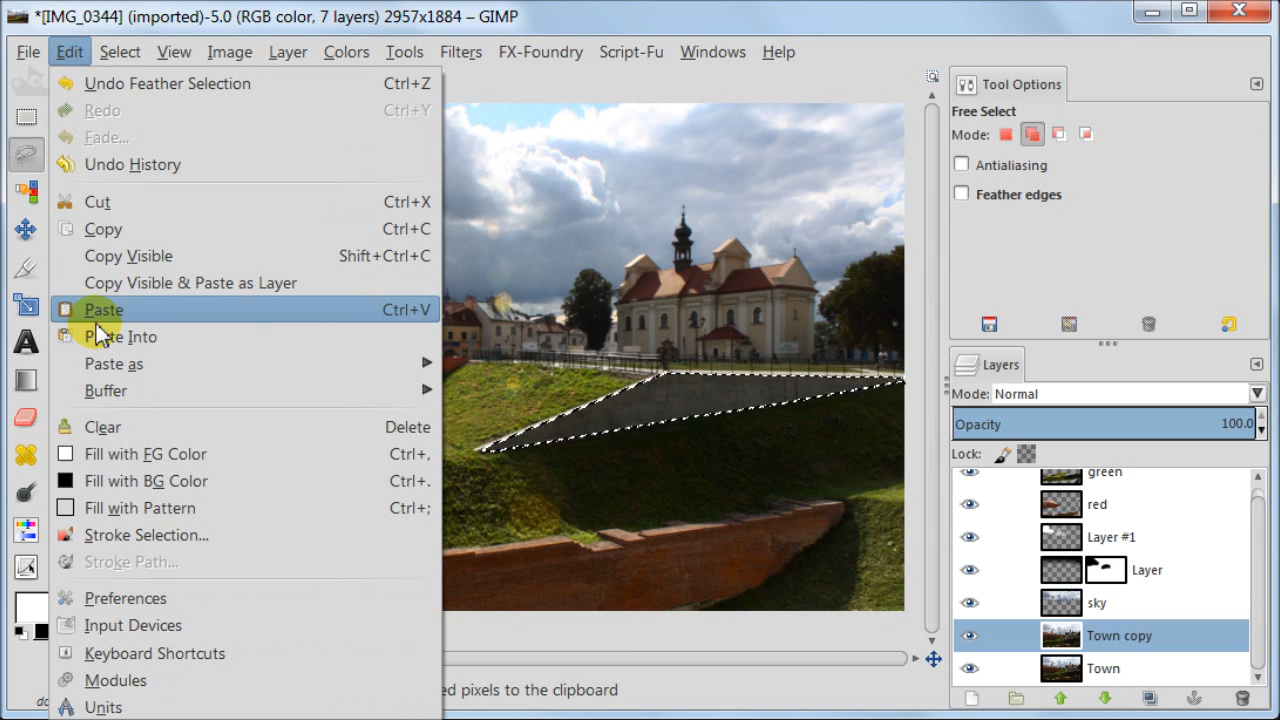 *[IMG_0344] (imported)-5.0 (RGB color, 7 layers) 2957x1884 – GIMP
File Edit Select View Image Layer Colors Tools Filters FX-Foundry Script-Fu Windows Help
Undo Feather Selection Ctrl+Z
Redo Ctrl+Y
Fade...
Undo History
Cut Ctrl+X
Copy Ctrl+C
Copy Visible Shift+Ctrl+C
Copy Visible & Paste as Layer
Paste Ctrl+V
Paste Into
Paste as
Buffer
Clear Delete
Fill with FG Color Ctrl+,
Fill with BG Color Ctrl+.
Fill with Pattern Ctrl+;
Stroke Selection...
Stroke Path...
Preferences
Input Devices
Keyboard Shortcuts
Modules
Units
pixels to the clipboard
Tool Options
Free Select
Mode:
Antialiasing
Feather edges
Layers
Mode: Normal
Opacity 100.0
Lock:
green
red
Layer #1
Layer
sky
Town copy
Town